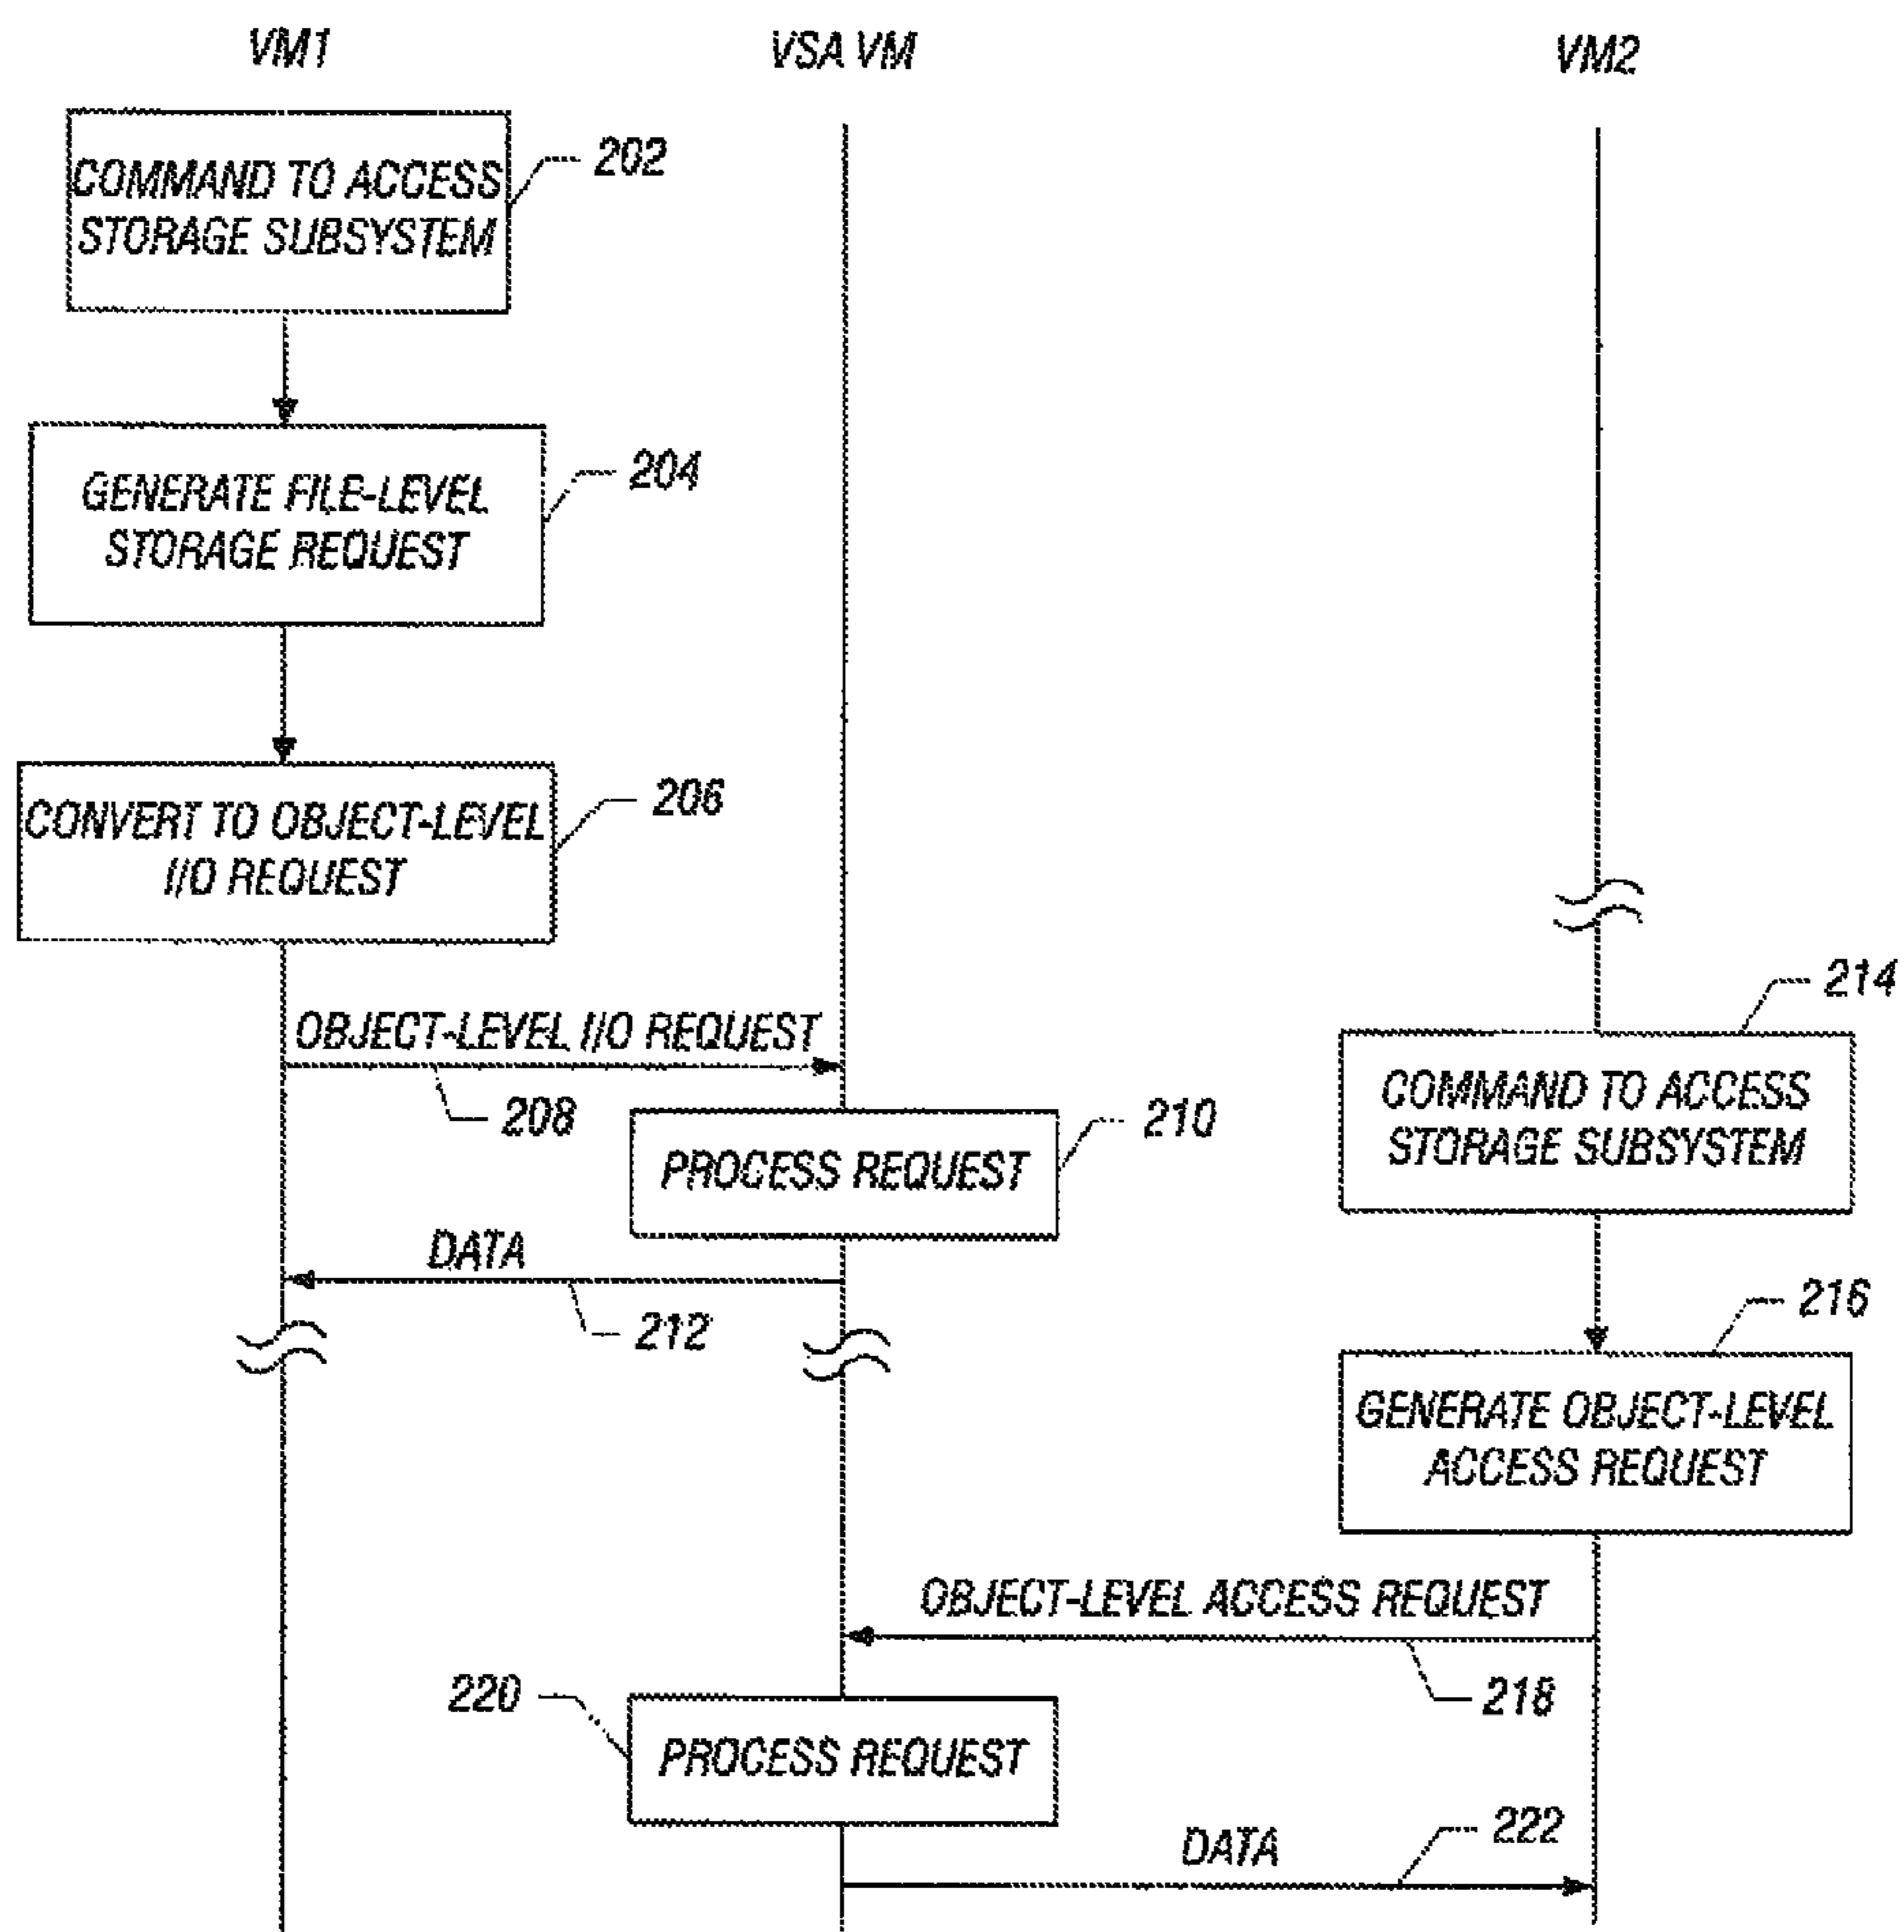 VM1
VSA VM
VM2
COMMAND TO ACCESS
STORAGE SUBSYSTEM
202
GENERATE FILE-LEVEL
STORAGE REQUEST
204
CONVERT TO OBJECT-LEVEL
I/O REQUEST
206
OBJECT-LEVEL I/O REQUEST
208
PROCESS REQUEST
210
DATA
212
214
COMMAND TO ACCESS
STORAGE SUBSYSTEM
216
GENERATE OBJECT-LEVEL
ACCESS REQUEST
OBJECT-LEVEL ACCESS REQUEST
218
220
PROCESS REQUEST
DATA
222